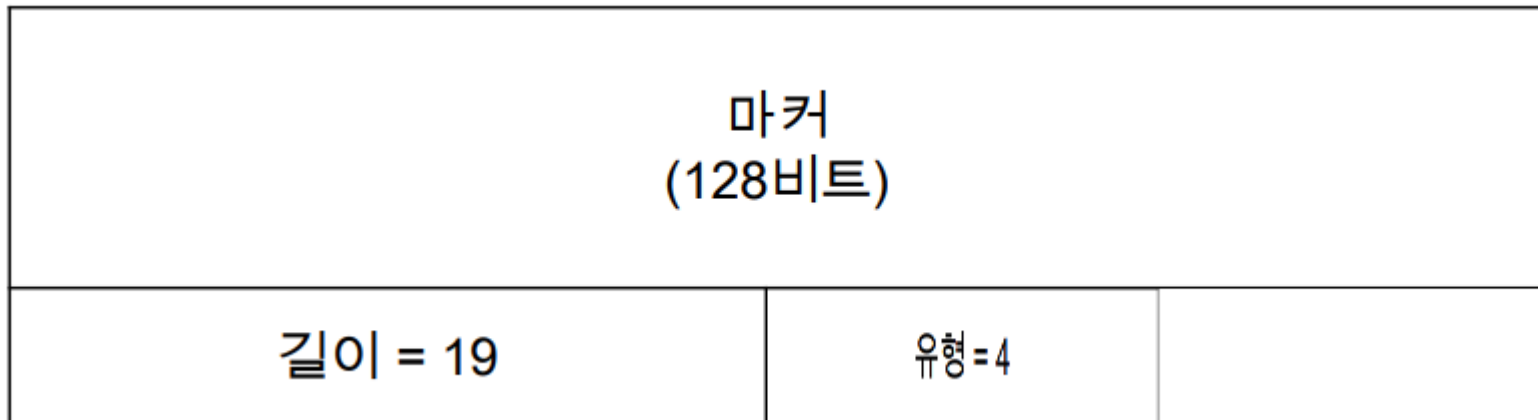 마커
(128비트)
길이 = 19
유형 = 4